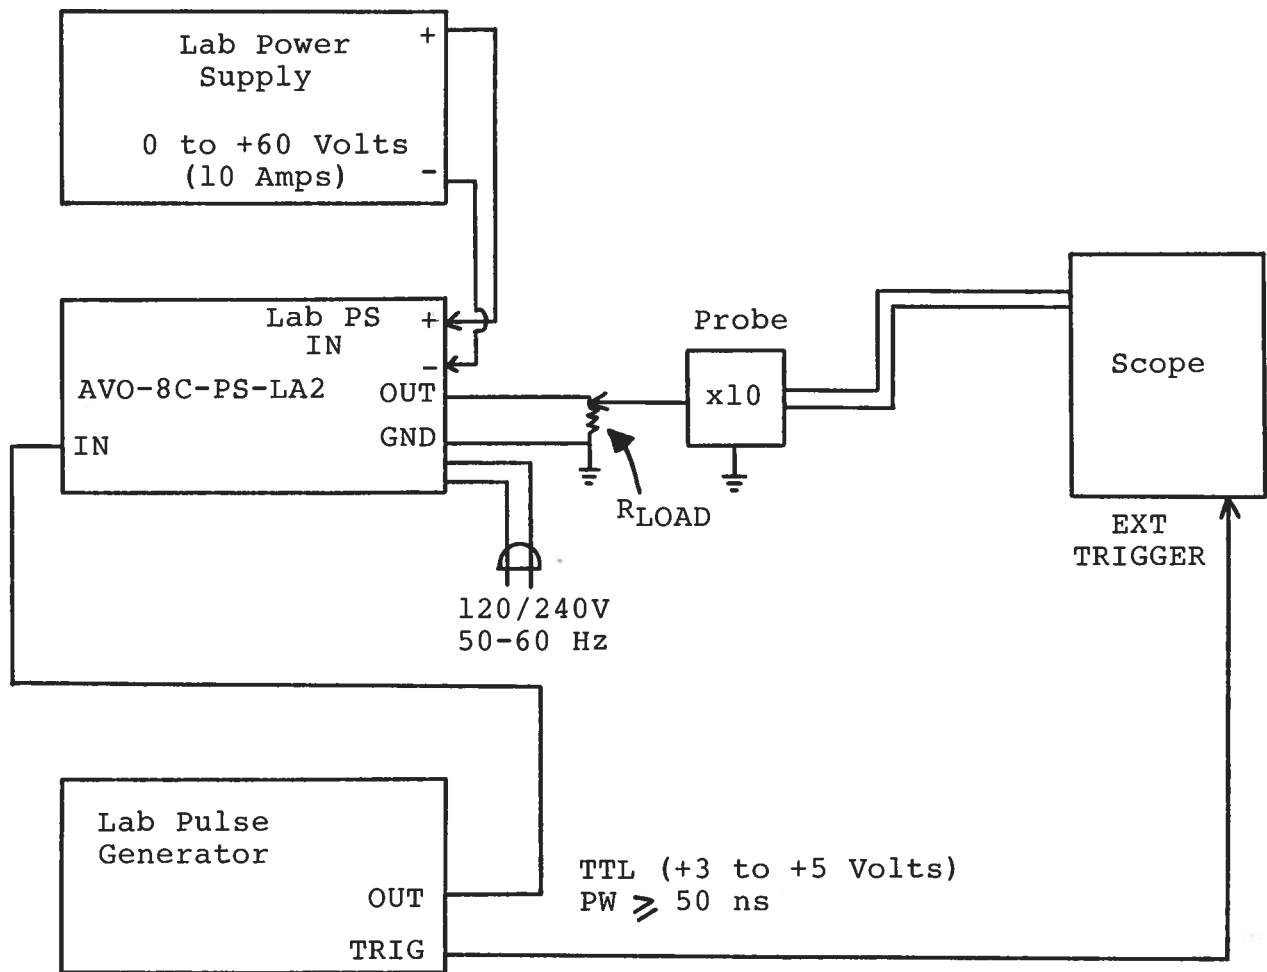 Lab Power
Supply
+
0 to +60 Volts
(10 Amps)
-
Lab PS
IN
+
-
AVO-8C-PS-LA2
OUT
IN
GND
Probe
x10
Scope
RLOAD
EXT
TRIGGER
120/240V
50-60 Hz
Lab Pulse
Generator
OUT
TRIG
TTL (+3 to +5 Volts)
PW ⩾ 50 ns